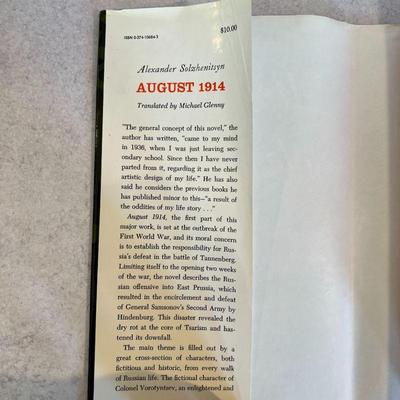 ISBN 0-374-10684-3
$10.00
Alexander Solzhenitsyn
AUGUST 1914
Translated by Michael Glenny
"The general concept of this novel," the
author has written, "came to my mind
in 1936, when I was just leaving sec-
ondary school. Since then I have never
parted from it, regarding it as the chief
artistic design of my life." He has also
said he considers the previous books he
has published minor to this—"a result of
the oddities of my life story . . ."
August 1914, the first part of this
major work, is set at the outbreak of the
First World War, and its moral concern
is to establish the responsibility for Rus-
sia's defeat in the battle of Tannenberg.
Limiting itself to the opening two weeks
of the war, the novel describes the Rus-
sian offensive into East Prussia, which
resulted in the encirclement and defeat
of General Samsonov's Second Army by
Hindenburg. This disaster revealed the
dry rot at the core of Tsarism and has-
tened its downfall.
The main theme is filled out by a
great cross-section of characters, both
fictitious and historic, from every walk
of Russian life. The fictional character of
Colonel Vorotyntsev, an enlightened and